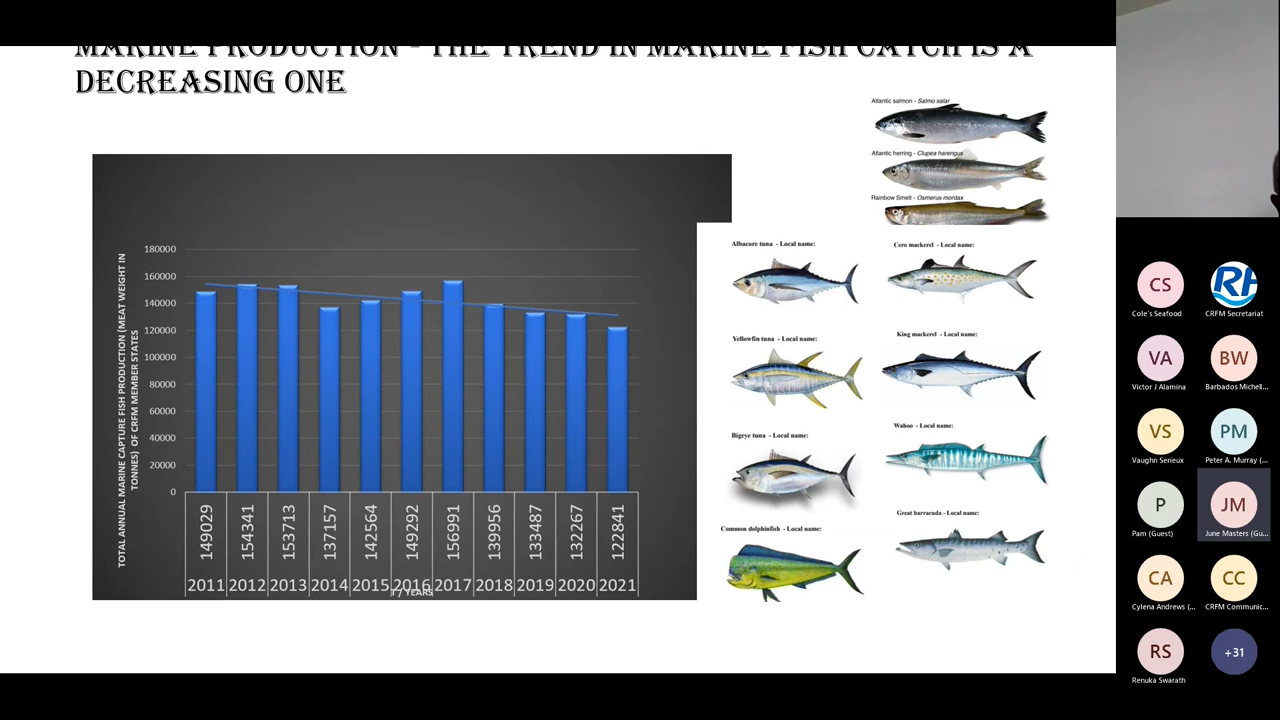 MARINE PRODUCTION - THE TREND IN MARINE FISH CATCH IS A
DECREASING ONE
Atlantic salmon - Salmo salar
Atlantic herring - Clupea harengus
Rainbow Smelt - Osmerus mordax
TOTAL ANNUAL MARINE CAPTURE FISH PRODUCTION (MEAT WEIGHT IN
TONNES) OF CRFM MEMBER STATES
180000
160000
140000
120000
100000
80000
60000
40000
20000
0
149029 154341 153713 137157 142564 149292 156991 139956 133487 132267 122841
2011 2012 2013 2014 2015 2016 2017 2018 2019 2020 2021
YEARS
Albacore tuna - Local name:
Cero mackerel - Local name:
Yellowfin tuna - Local name:
King mackerel - Local name:
Bigeye tuna - Local name:
Wahoo - Local name:
Common dolphinfish - Local name:
Great barracuda - Local name:
CS
Cole's Seafood
CRFM Secretariat
VA
Victor J Alamina
BW
Barbados Michell...
VS
Vaughn Serieux
PM
Peter A. Murray (...
P
Pam (Guest)
JM
June Masters (Gu...
CA
Cylena Andrews (...
CC
CRFM Communic...
RS
Renuka Swarath
+31